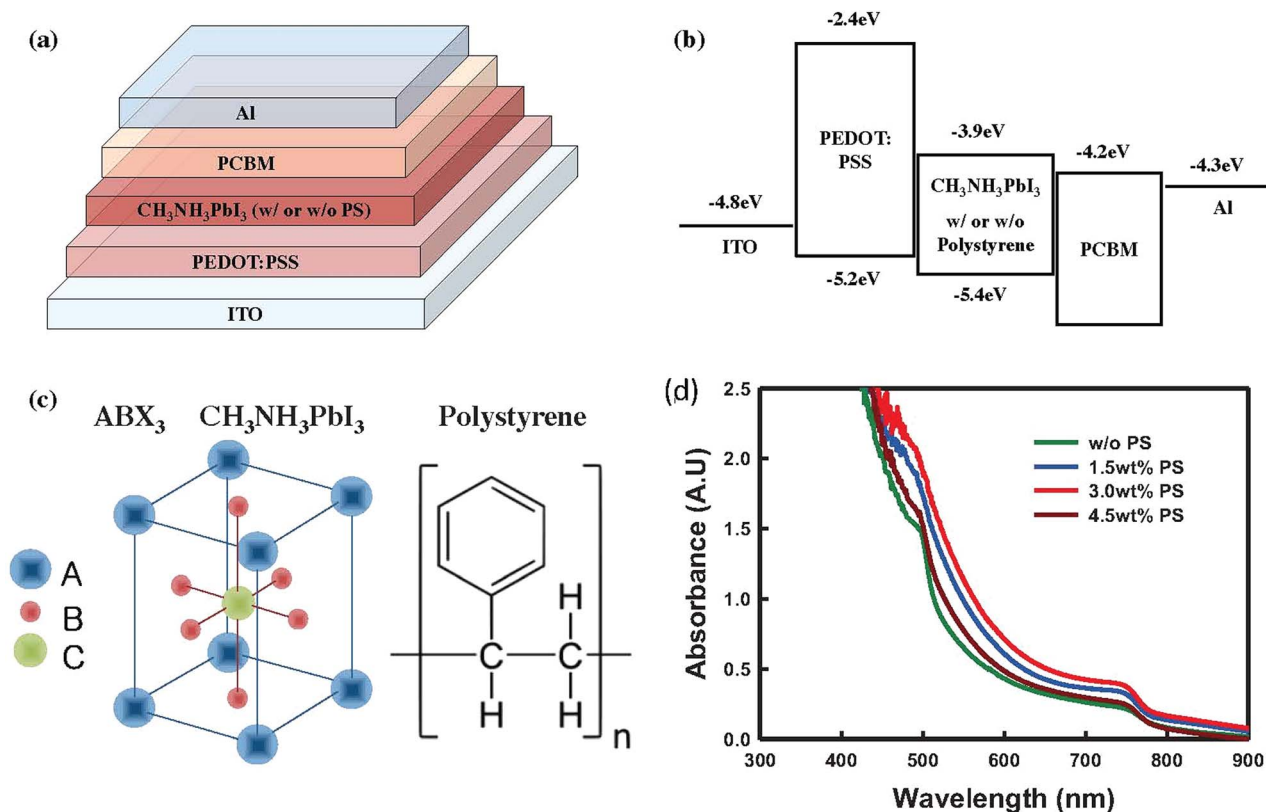 (a)
Al
PCBM
CH₃NH₃PbI₃ (w/ or w/o PS)
PEDOT:PSS
ITO
(b)
-2.4eV
PEDOT:
PSS
-3.9eV
-4.2eV
-4.3eV
Al
-4.8eV
ITO
CH₃NH₃PbI₃
w/ or w/o
Polystyrene
PCBM
-5.2eV
-5.4eV
(c)
ABX₃ CH₃NH₃PbI₃ Polystyrene
A
B
C
H
C C
H H
n
(d)
Absorbance (A.U)
2.5
2.0
1.5
1.0
0.5
0.0
w/o PS
1.5wt% PS
3.0wt% PS
4.5wt% PS
300 400 500 600 700 800 900
Wavelength (nm)